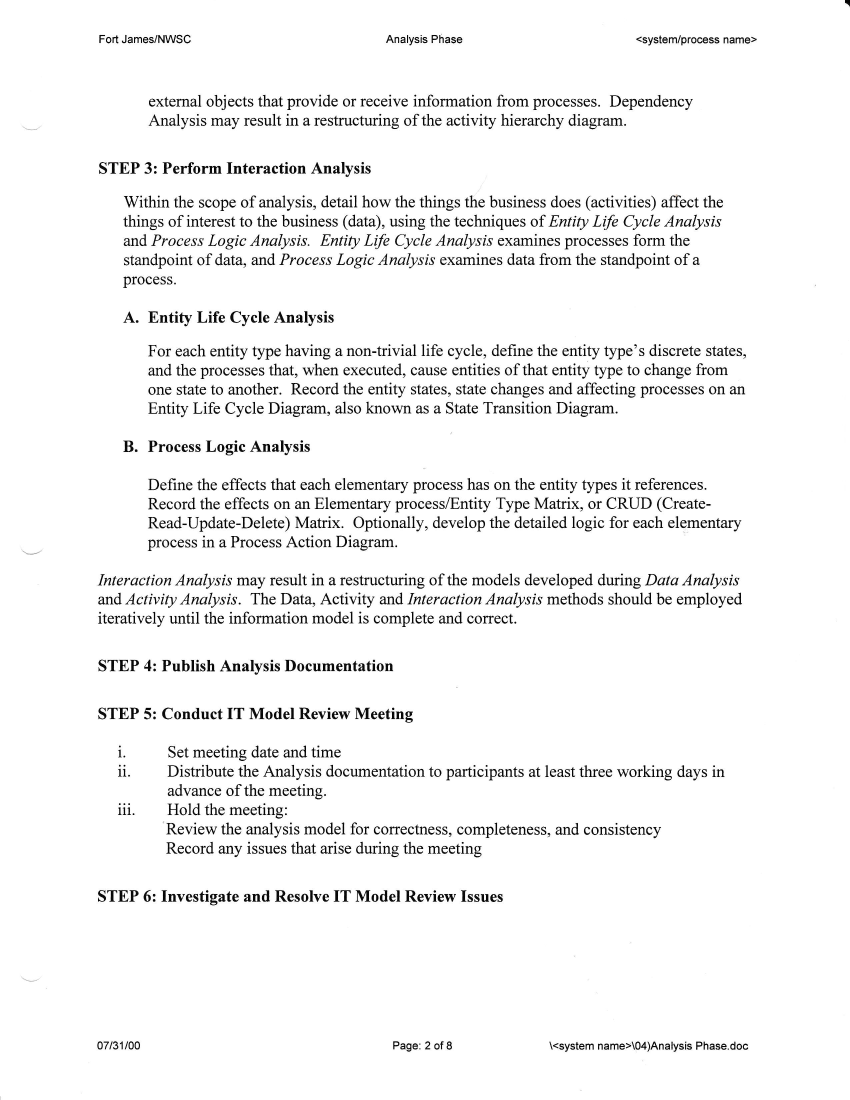 Fort James/NWSC Analysis Phase <system/process name>
external objects that provide or receive information from processes. Dependency
Analysis may result in a restructuring of the activity hierarchy diagram.
STEP 3: Perform Interaction Analysis
Within the scope of analysis, detail how the things the business does (activities) affect the
things of interest to the business (data), using the techniques of Entity Life Cycle Analysis
and Process Logic Analysis. Entity Life Cycle Analysis examines processes form the
standpoint of data, and Process Logic Analysis examines data from the standpoint of a
process.
A. Entity Life Cycle Analysis
For each entity type having a non-trivial life cycle, define the entity type's discrete states,
and the processes that, when executed, cause entities of that entity type to change from
one state to another. Record the entity states, state changes and affecting processes on an
Entity Life Cycle Diagram, also known as a State Transition Diagram.
B. Process Logic Analysis
Define the effects that each elementary process has on the entity types it references.
Record the effects on an Elementary process/Entity Type Matrix, or CRUD (Create-
Read-Update-Delete) Matrix. Optionally, develop the detailed logic for each elementary
process in a Process Action Diagram.
Interaction Analysis may result in a restructuring of the models developed during Data Analysis
and Activity Analysis. The Data, Activity and Interaction Analysis methods should be employed
iteratively until the information model is complete and correct.
STEP 4: Publish Analysis Documentation
STEP 5: Conduct IT Model Review Meeting
i. Set meeting date and time
ii. Distribute the Analysis documentation to participants at least three working days in
advance of the meeting.
iii. Hold the meeting:
Review the analysis model for correctness, completeness, and consistency
Record any issues that arise during the meeting
STEP 6: Investigate and Resolve IT Model Review Issues
07/31/00 Page: 2 of 8 \<system name>\04)Analysis Phase.doc